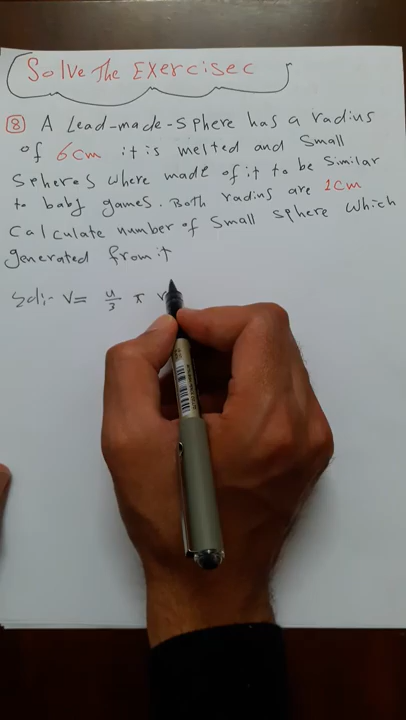 Solve The Exercisec
8 A Lead-made-sphere has a radius
of 6cm it is melted and small
spheres where made of it to be similar
to baby games. Both radius are 1cm
Calculate number of small sphere which
generated from it
Sol:- V= 4/3 π r